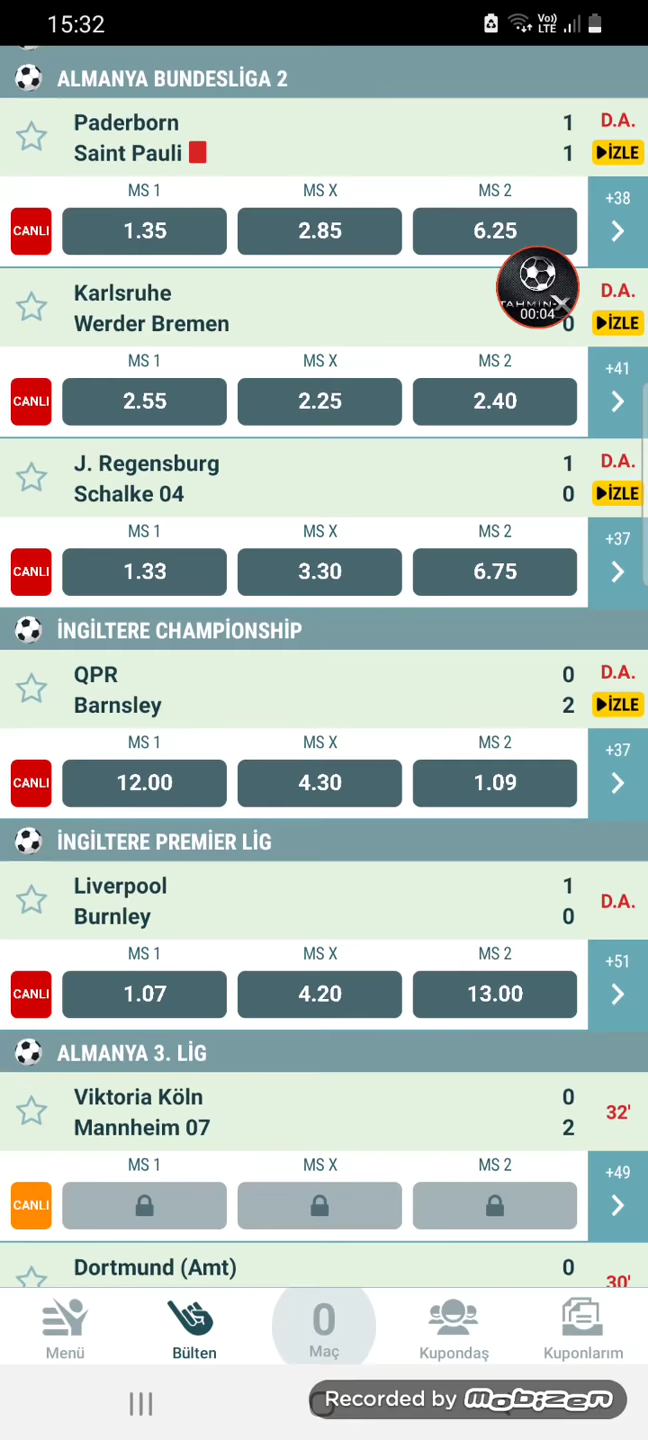 15:32
Vo))
LTE
ALMANYA BUNDESLİGA 2
Paderborn 1 D.A.
Saint Pauli 1 İZLE
MS 1 MS X MS 2 +38
CANLI 1.35 2.85 6.25
Karlsruhe D.A.
TAHMIN-X
00:04
Werder Bremen 0 İZLE
MS 1 MS X MS 2 +41
CANLI 2.55 2.25 2.40
J. Regensburg 1 D.A.
Schalke 04 0 İZLE
MS 1 MS X MS 2 +37
CANLI 1.33 3.30 6.75
İNGİLTERE CHAMPİONSHİP
QPR 0 D.A.
Barnsley 2 İZLE
MS 1 MS X MS 2 +37
CANLI 12.00 4.30 1.09
İNGİLTERE PREMİER LİG
Liverpool 1
Burnley 0 D.A.
MS 1 MS X MS 2 +51
CANLI 1.07 4.20 13.00
ALMANYA 3. LİG
Viktoria Köln 0
Mannheim 07 2 32'
MS 1 MS X MS 2 +49
CANLI
Dortmund (Amt) 0
30'
0
Menü Bülten Maç Kupondaş Kuponlarım
Recorded by mobizen